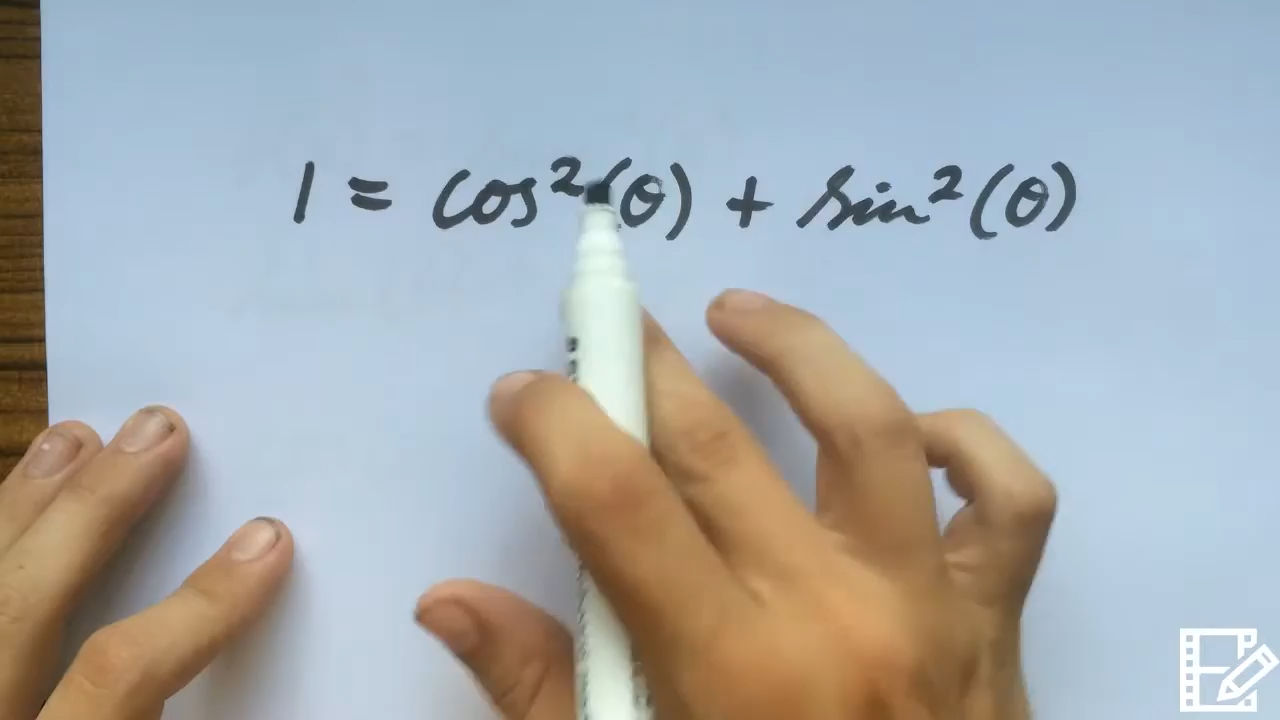 1 = cos²(θ) + sin²(θ)